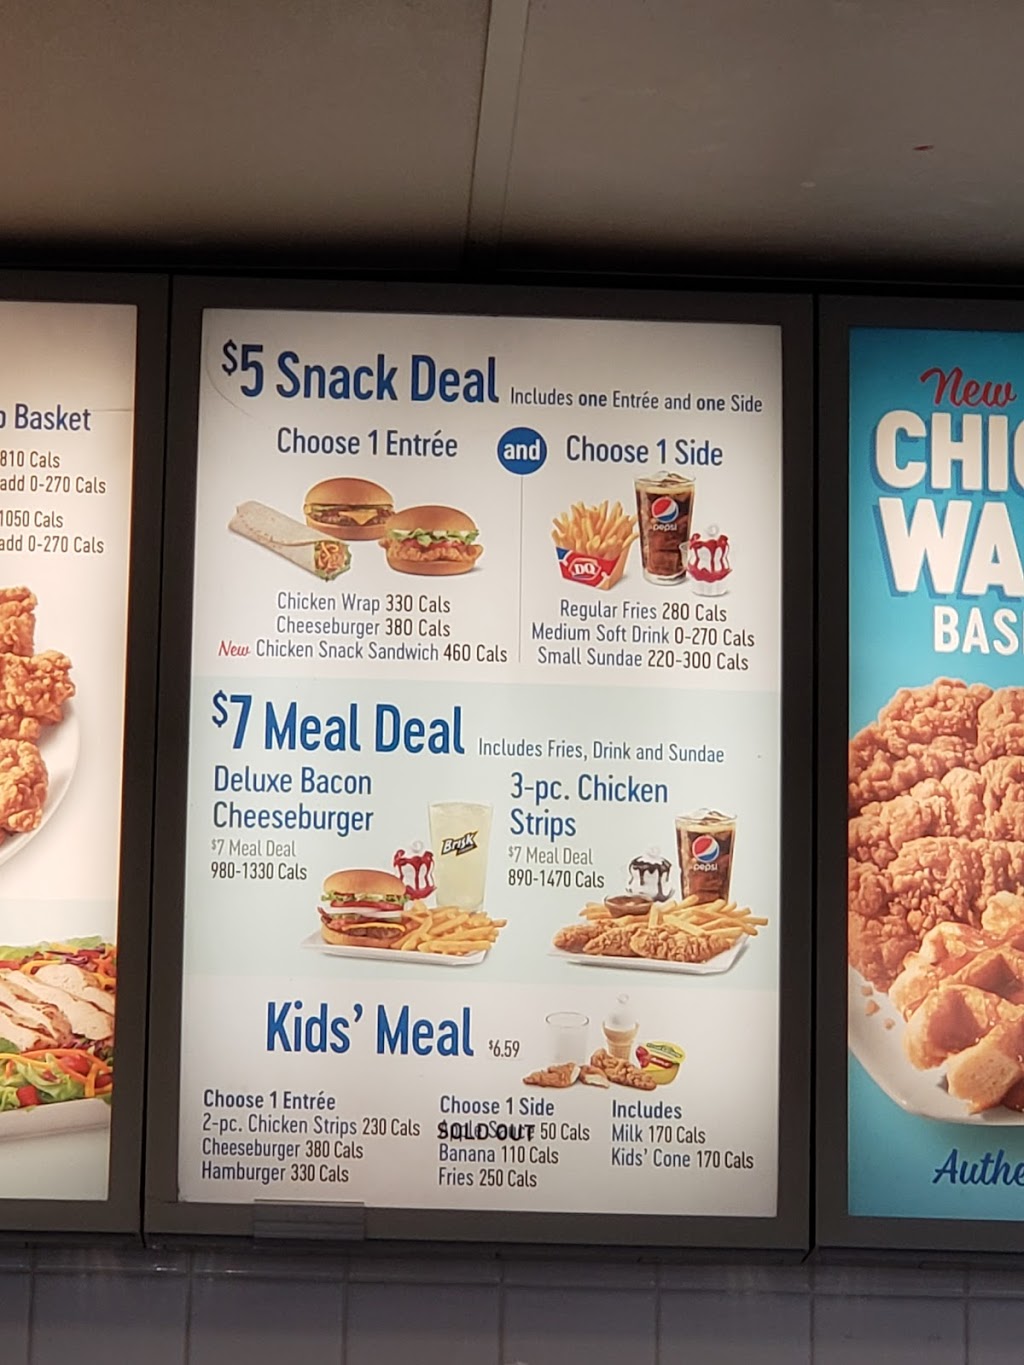 Basket
810 Cals
add 0-270 Cals
1050 Cals
add 0-270 Cals
$5 Snack Deal Includes one Entrée and one Side
Choose 1 Entrée and Choose 1 Side
pepsi
DQ
Chicken Wrap 330 Cals
Cheeseburger 380 Cals
New Chicken Snack Sandwich 460 Cals
Regular Fries 280 Cals
Medium Soft Drink 0-270 Cals
Small Sundae 220-300 Cals
$7 Meal Deal Includes Fries, Drink and Sundae
Deluxe Bacon
Cheeseburger
$7 Meal Deal
980-1330 Cals
Brisk
3-pc. Chicken
Strips
$7 Meal Deal
890-1470 Cals
pepsi
Kids' Meal $6.59
Choose 1 Entrée
2-pc. Chicken Strips 230 Cals
Cheeseburger 380 Cals
Hamburger 330 Cals
Choose 1 Side
SOLD OUT 50 Cals
Banana 110 Cals
Fries 250 Cals
Includes
Milk 170 Cals
Kids' Cone 170 Cals
New
CHIC
WA
BAS
Authe